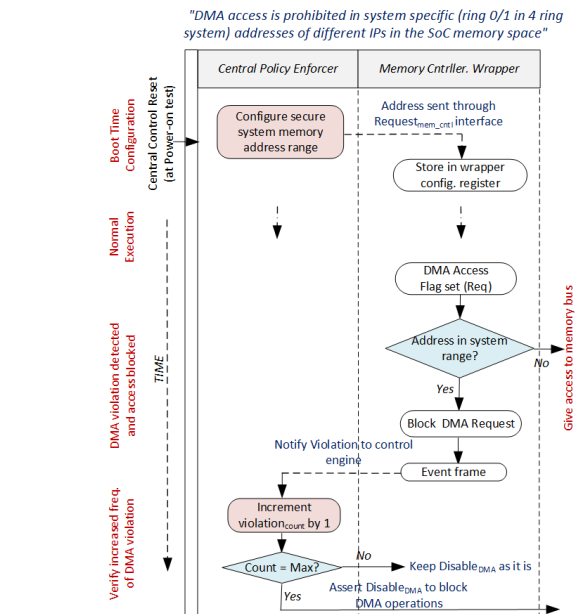 "DMA access is prohibited in system specific (ring 0/1 in 4 ring
system) addresses of different IPs in the SoC memory space"
Central Policy Enforcer
Memory Cntrller. Wrapper
Boot Time
Configuration
Central Control Reset
(at Power-on test)
Configure secure
system memory
address range
Address sent through
Requestmem_cntl interface
Store in wrapper
config. register
Normal
Execution
DMA Access
Flag set (Req)
Address in system
range?
No
Give access to memory bus
Yes
DMA violation detected
and access blocked
TIME
Block DMA Request
Notify Violation to control
engine
Event frame
Verify increased freq.
of DMA violation
Increment
violationcount by 1
Count = Max?
No
Keep DisableDMA as it is
Yes
Assert DisableDMA to block
DMA operations